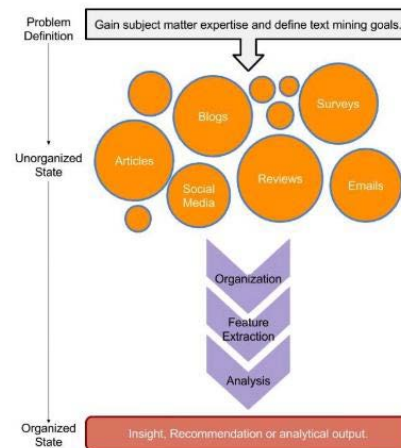 Problem
Definition
Gain subject matter expertise and define text mining goals.
Blogs
Surveys
Unorganized
State
Articles
Social
Media
Reviews
Emails
Organization
Feature
Extraction
Analysis
Organized
State
Insight, Recommendation or analytical output.